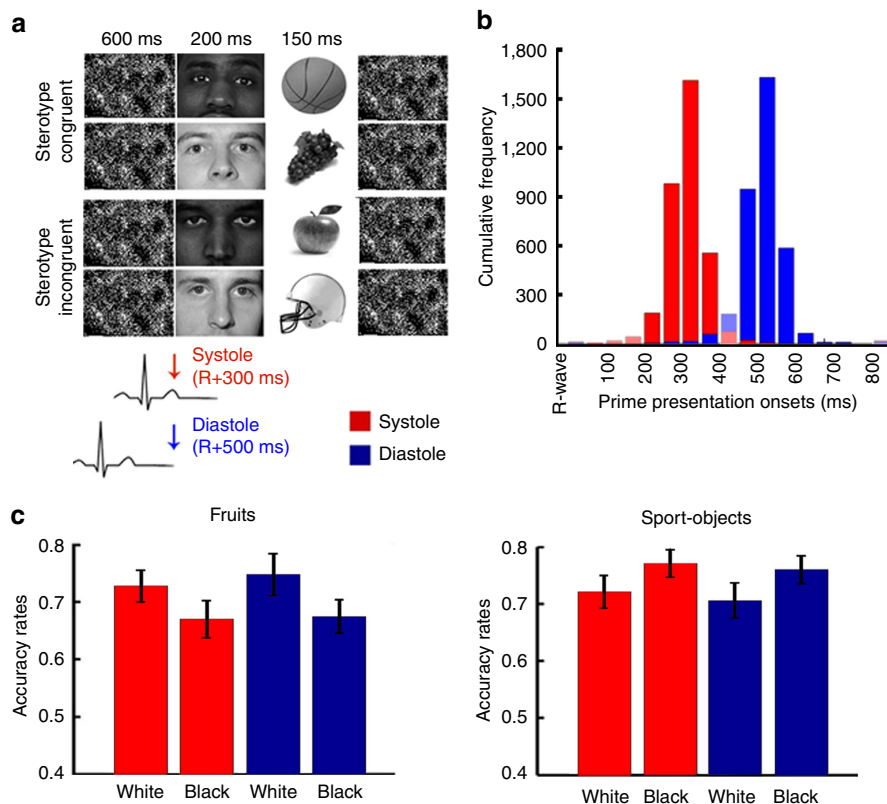 a
600 ms 200 ms 150 ms
Sterotype
congruent
Sterotype
incongruent
Systole
(R+300 ms)
Diastole
(R+500 ms)
Systole
Diastole
b
Cumulative frequency
1,800
1,500
1,200
900
600
300
0
R-wave 100 200 300 400 500 600 700 800
Prime presentation onsets (ms)
c
Fruits
Accuracy rates
0.8
0.7
0.6
0.5
0.4
White Black White Black
Sport-objects
Accuracy rates
0.8
0.7
0.6
0.5
0.4
White Black White Black